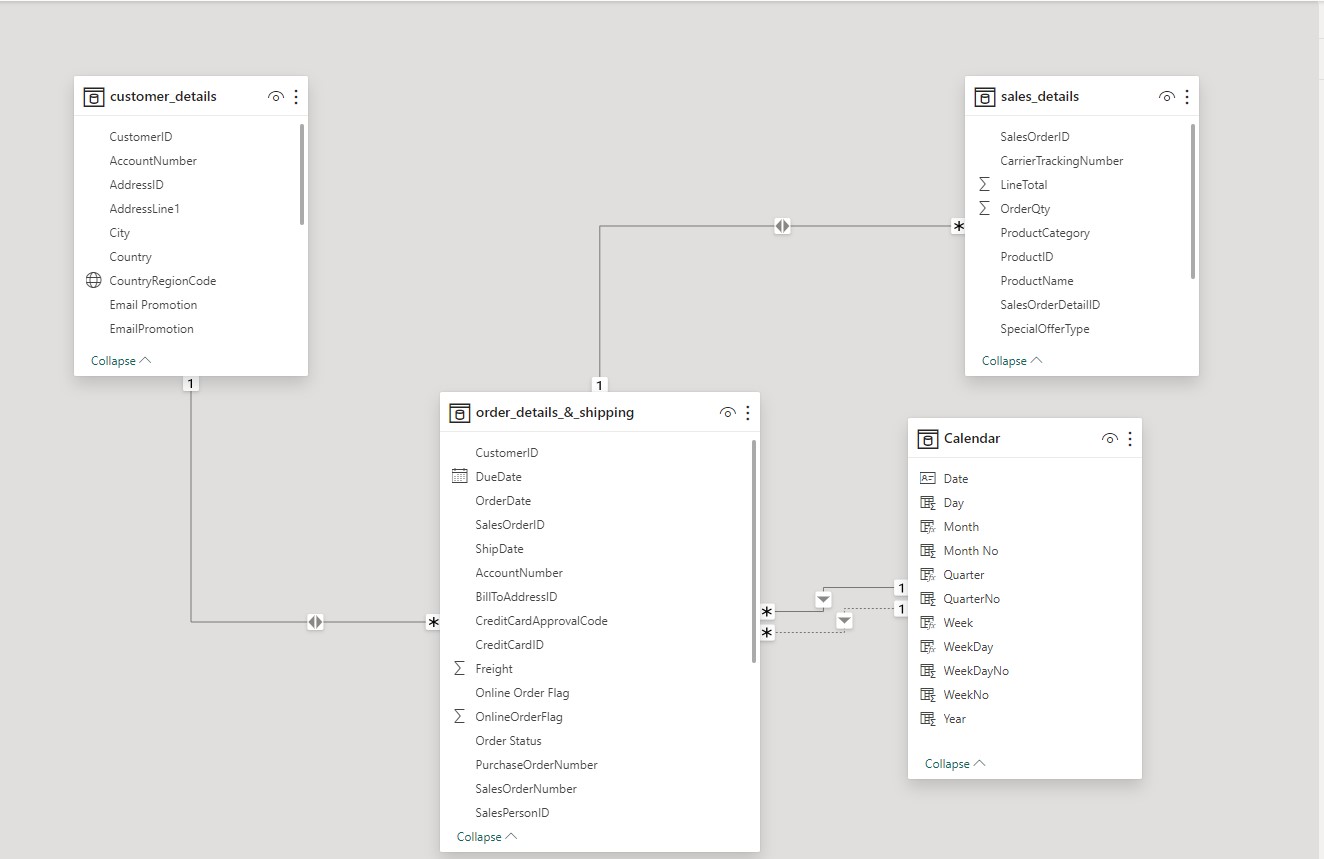 customer_details
CustomerID
AccountNumber
AddressID
AddressLine1
City
Country
CountryRegionCode
Email Promotion
EmailPromotion
Collapse
1
*
sales_details
SalesOrderID
CarrierTrackingNumber
LineTotal
OrderQty
ProductCategory
ProductID
ProductName
SalesOrderDetailID
SpecialOfferType
Collapse
*
1
order_details_&_shipping
CustomerID
DueDate
OrderDate
SalesOrderID
ShipDate
AccountNumber
BillToAddressID
CreditCardApprovalCode
CreditCardID
Freight
Online Order Flag
OnlineOrderFlag
Order Status
PurchaseOrderNumber
SalesOrderNumber
SalesPersonID
Collapse
*
*
1
1
Calendar
Date
Day
Month
Month No
Quarter
QuarterNo
Week
WeekDay
WeekDayNo
WeekNo
Year
Collapse